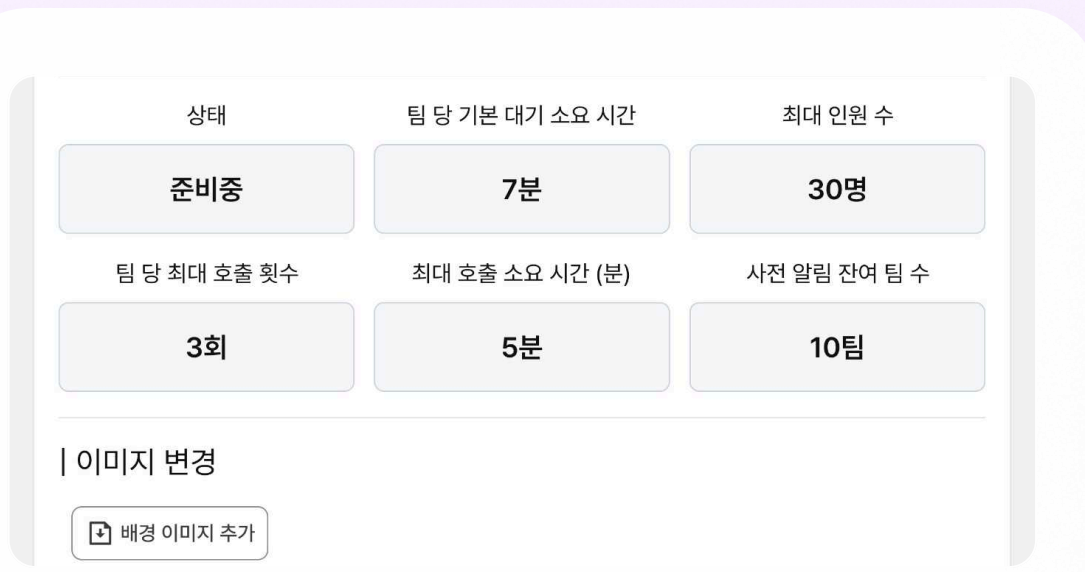 상태 팀 당 기본 대기 소요 시간 최대 인원 수
준비중 7분 30명
팀 당 최대 호출 횟수 최대 호출 소요 시간 (분) 사전 알림 잔여 팀 수
3회 5분 10팀
| 이미지 변경
배경 이미지 추가